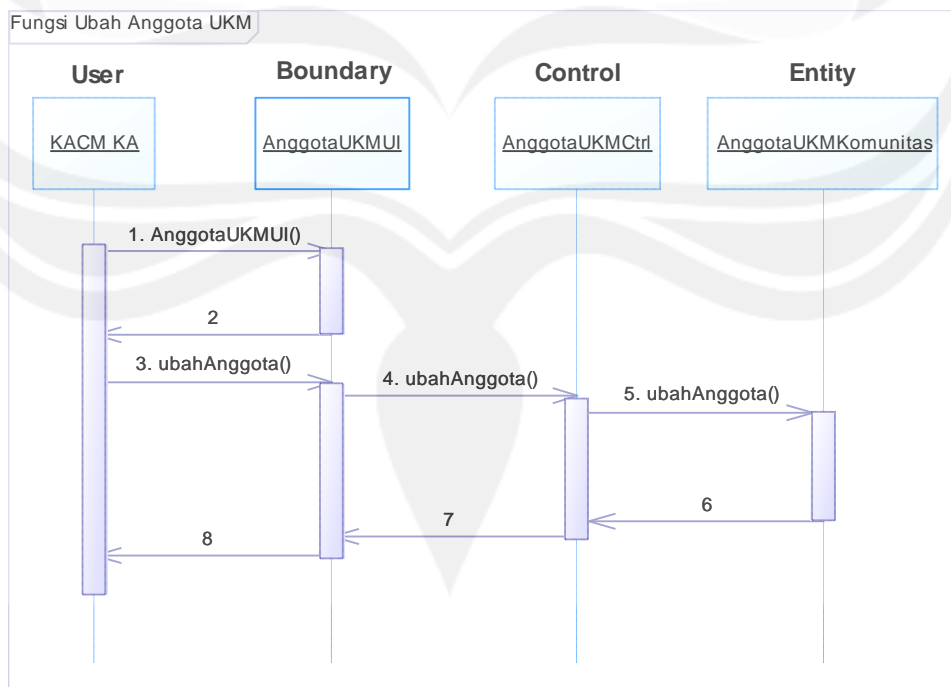 Fungsi Ubah Anggota UKM
User
Boundary
Control
Entity
KACM KA
AnggotaUKMUI
AnggotaUKMCtrl
AnggotaUKMKomunitas
1. AnggotaUKMUI()
2
3. ubahAnggota()
4. ubahAnggota()
5. ubahAnggota()
6
7
8